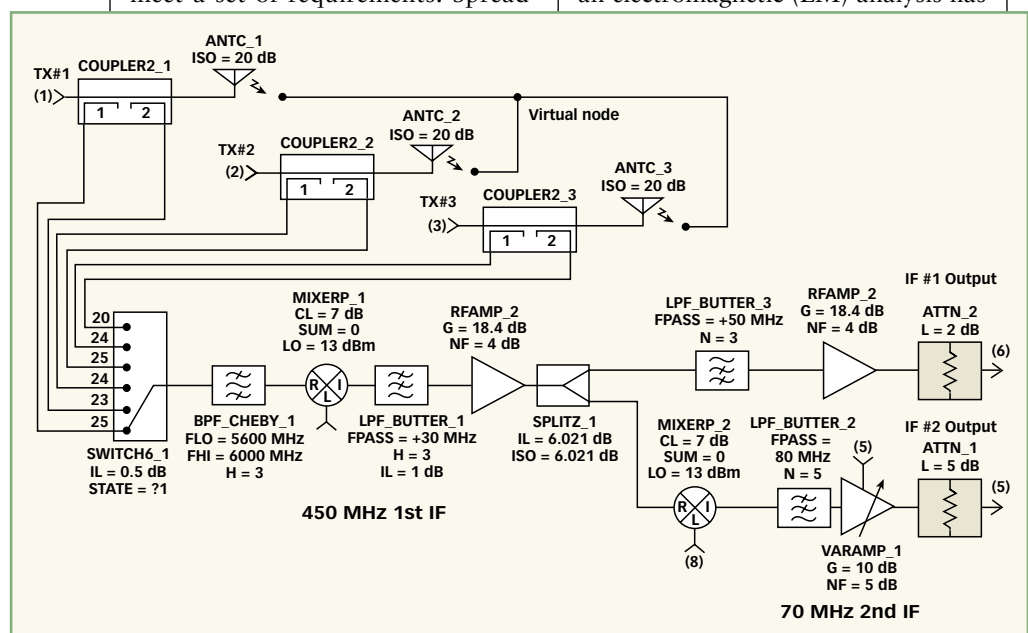 meet a set of requirements. Spread
an electromagnetic (EM) analysis has
ANTC_1
ISO = 20 dB
COUPLER2_1
TX#1
(1)
1 2
Virtual node
ANTC_2
ISO = 20 dB
COUPLER2_2
TX#2
(2)
1 2
ANTC_3
ISO = 20 dB
COUPLER2_3
TX#3
(3)
1 2
20
24
25
24
23
25
SWITCH6_1
IL = 0.5 dB
STATE = ?1
BPF_CHEBY_1
FLO = 5600 MHz
FHI = 6000 MHz
H = 3
MIXERP_1
CL = 7 dB
SUM = 0
LO = 13 dBm
R I
L
LPF_BUTTER_1
FPASS = +30 MHz
H = 3
IL = 1 dB
RFAMP_2
G = 18.4 dB
NF = 4 dB
SPLITZ_1
IL = 6.021 dB
ISO = 6.021 dB
450 MHz 1st IF
LPF_BUTTER_3
FPASS = +50 MHz
N = 3
RFAMP_2
G = 18.4 dB
NF = 4 dB
IF #1 Output
ATTN_2
L = 2 dB
(6)
MIXERP_2
CL = 7 dB
SUM = 0
LO = 13 dBm
R I
L
(8)
LPF_BUTTER_2
FPASS =
80 MHz
N = 5
(5)
VARAMP_1
G = 10 dB
NF = 5 dB
IF #2 Output
ATTN_1
L = 5 dB
(5)
70 MHz 2nd IF